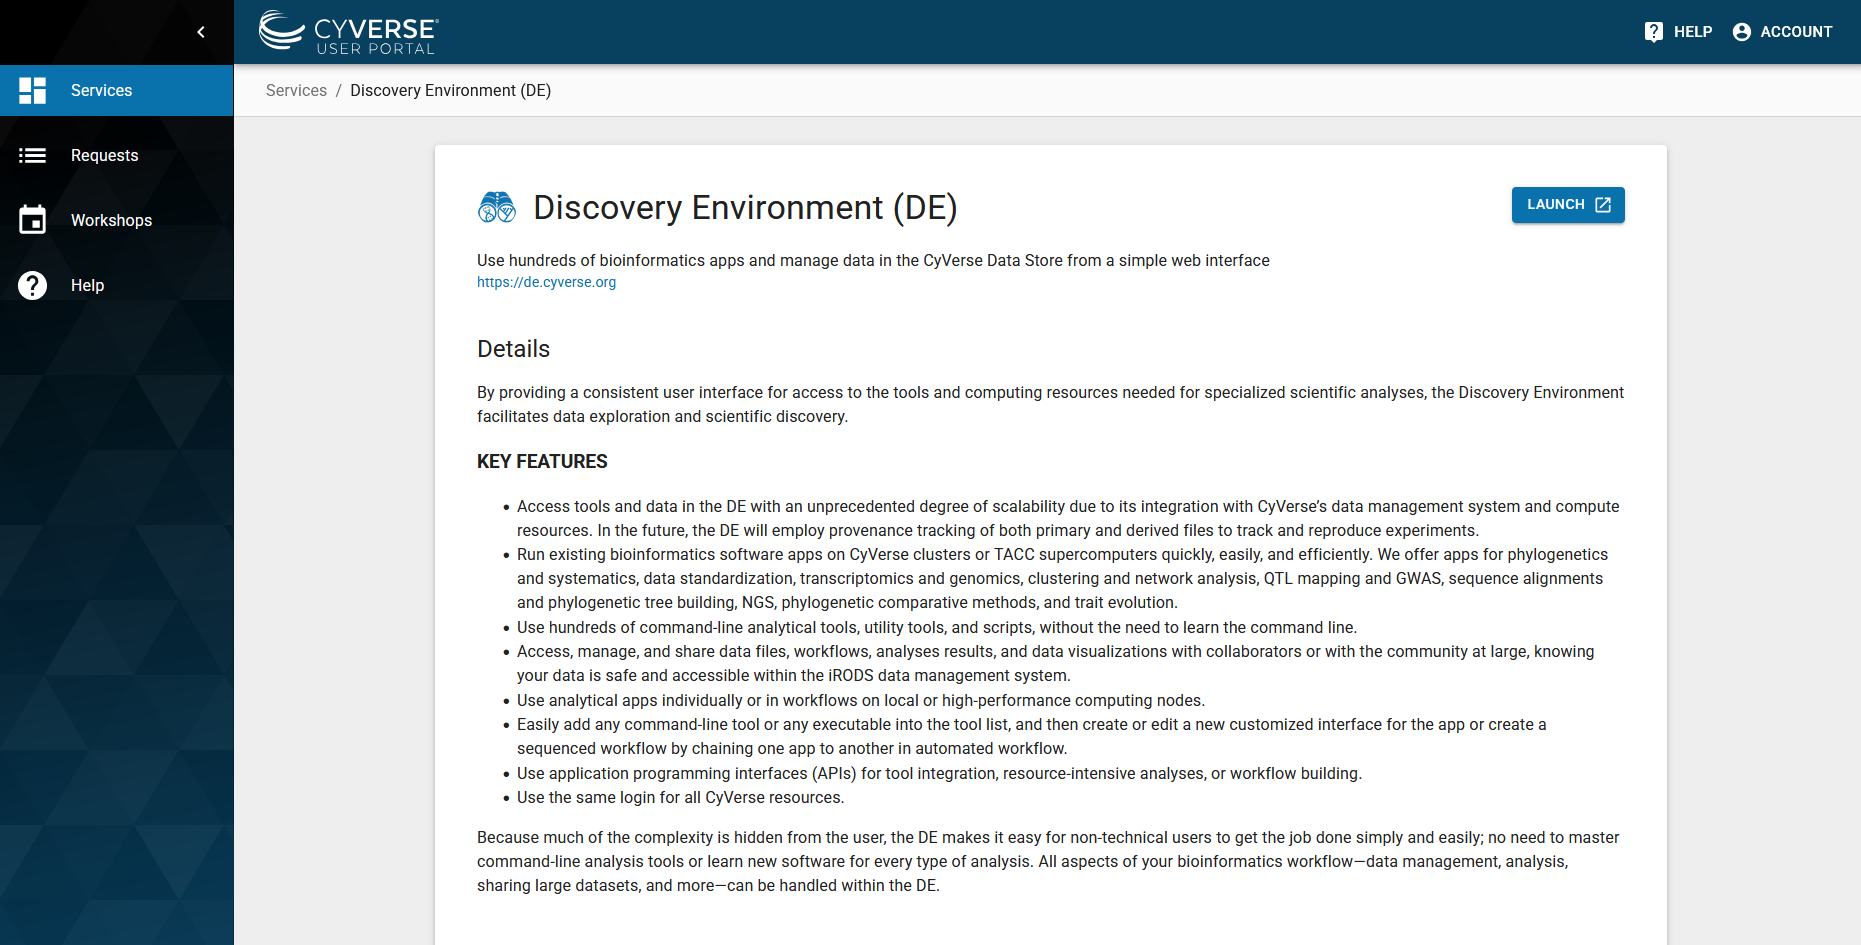 CYVERSE®
USER PORTAL
HELP
ACCOUNT
Services
Requests
Workshops
Help
Services / Discovery Environment (DE)
Discovery Environment (DE)
LAUNCH
Use hundreds of bioinformatics apps and manage data in the CyVerse Data Store from a simple web interface
https://de.cyverse.org
Details
By providing a consistent user interface for access to the tools and computing resources needed for specialized scientific analyses, the Discovery Environment
facilitates data exploration and scientific discovery.
KEY FEATURES
• Access tools and data in the DE with an unprecedented degree of scalability due to its integration with CyVerse’s data management system and compute
resources. In the future, the DE will employ provenance tracking of both primary and derived files to track and reproduce experiments.
• Run existing bioinformatics software apps on CyVerse clusters or TACC supercomputers quickly, easily, and efficiently. We offer apps for phylogenetics
and systematics, data standardization, transcriptomics and genomics, clustering and network analysis, QTL mapping and GWAS, sequence alignments
and phylogenetic tree building, NGS, phylogenetic comparative methods, and trait evolution.
• Use hundreds of command-line analytical tools, utility tools, and scripts, without the need to learn the command line.
• Access, manage, and share data files, workflows, analyses results, and data visualizations with collaborators or with the community at large, knowing
your data is safe and accessible within the iRODS data management system.
• Use analytical apps individually or in workflows on local or high-performance computing nodes.
• Easily add any command-line tool or any executable into the tool list, and then create or edit a new customized interface for the app or create a
sequenced workflow by chaining one app to another in automated workflow.
• Use application programming interfaces (APIs) for tool integration, resource-intensive analyses, or workflow building.
• Use the same login for all CyVerse resources.
Because much of the complexity is hidden from the user, the DE makes it easy for non-technical users to get the job done simply and easily; no need to master
command-line analysis tools or learn new software for every type of analysis. All aspects of your bioinformatics workflow—data management, analysis,
sharing large datasets, and more—can be handled within the DE.